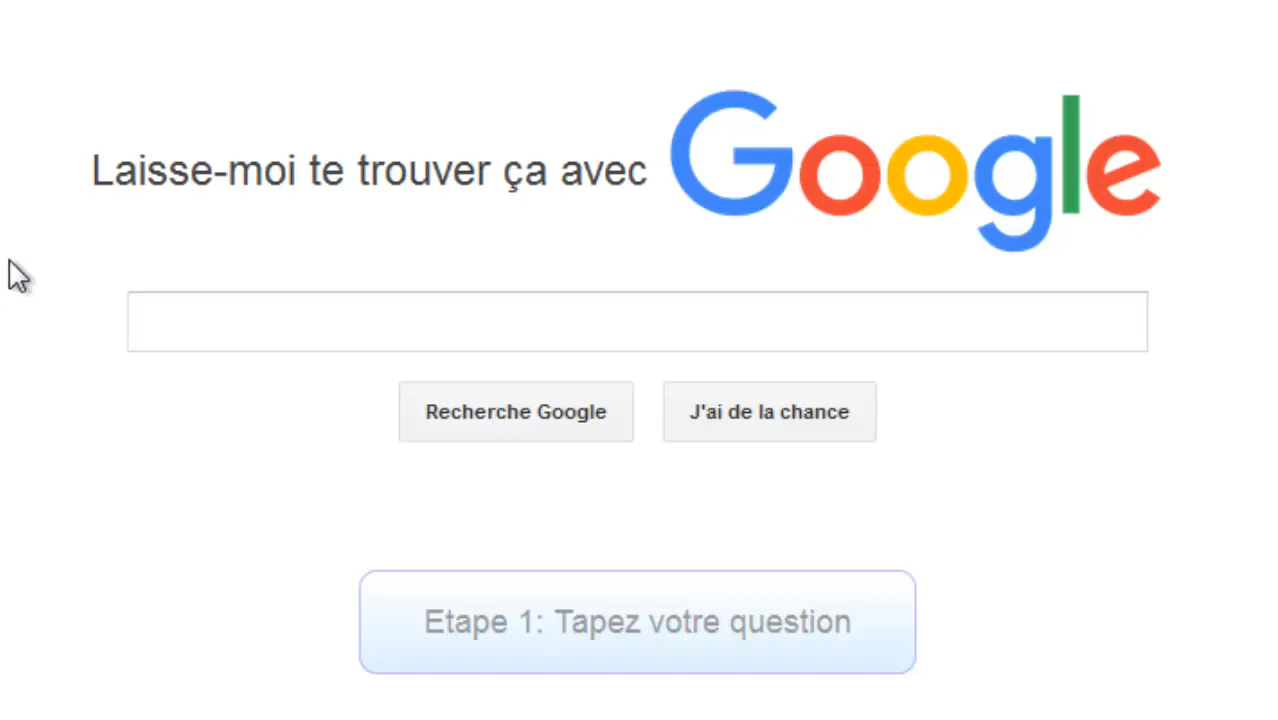 Laisse-moi te trouver ça avec Google
Recherche Google J'ai de la chance
Etape 1: Tapez votre question